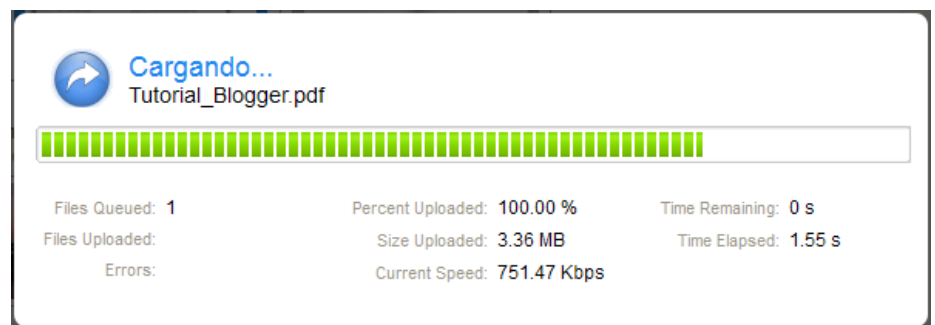 Cargando...
Tutorial_Blogger.pdf
Files Queued: 1 Percent Uploaded: 100.00 % Time Remaining: 0 s
Files Uploaded: Size Uploaded: 3.36 MB Time Elapsed: 1.55 s
Errors: Current Speed: 751.47 Kbps